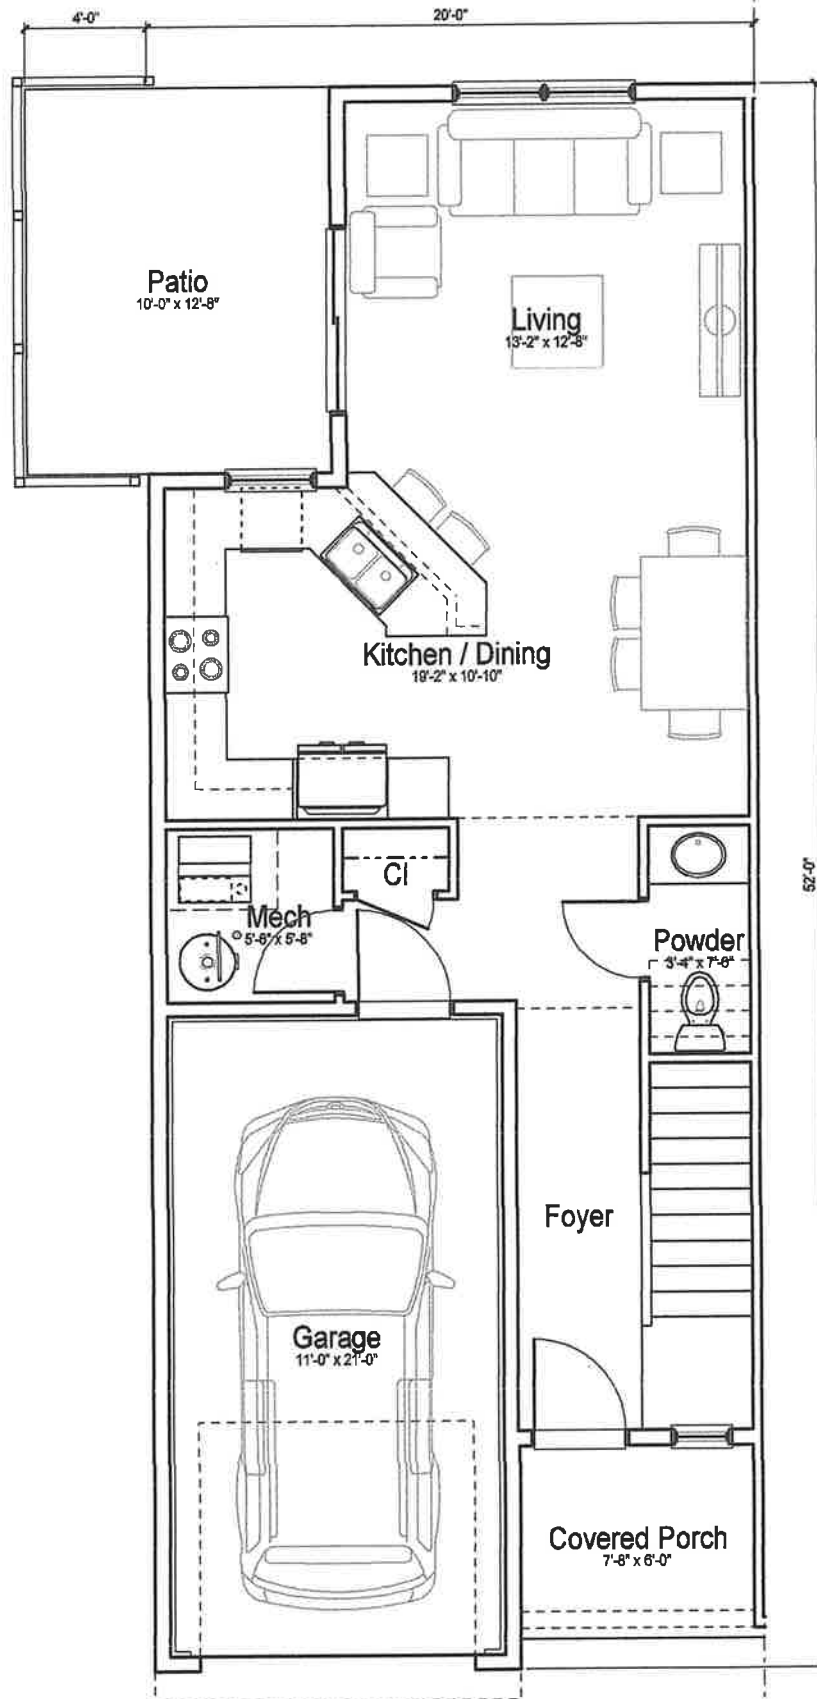 4'-0"
20'-0"
Patio
10'-0" x 12'-8"
Living
13'-2" x 12'-8"
Kitchen / Dining
19'-2" x 10'-10"
52'-0"
Cl
Mech
5'-6" x 5'-8"
Powder
3'-4" x 7'-6"
Foyer
Garage
11'-0" x 21'-0"
Covered Porch
7'-8" x 6'-0"